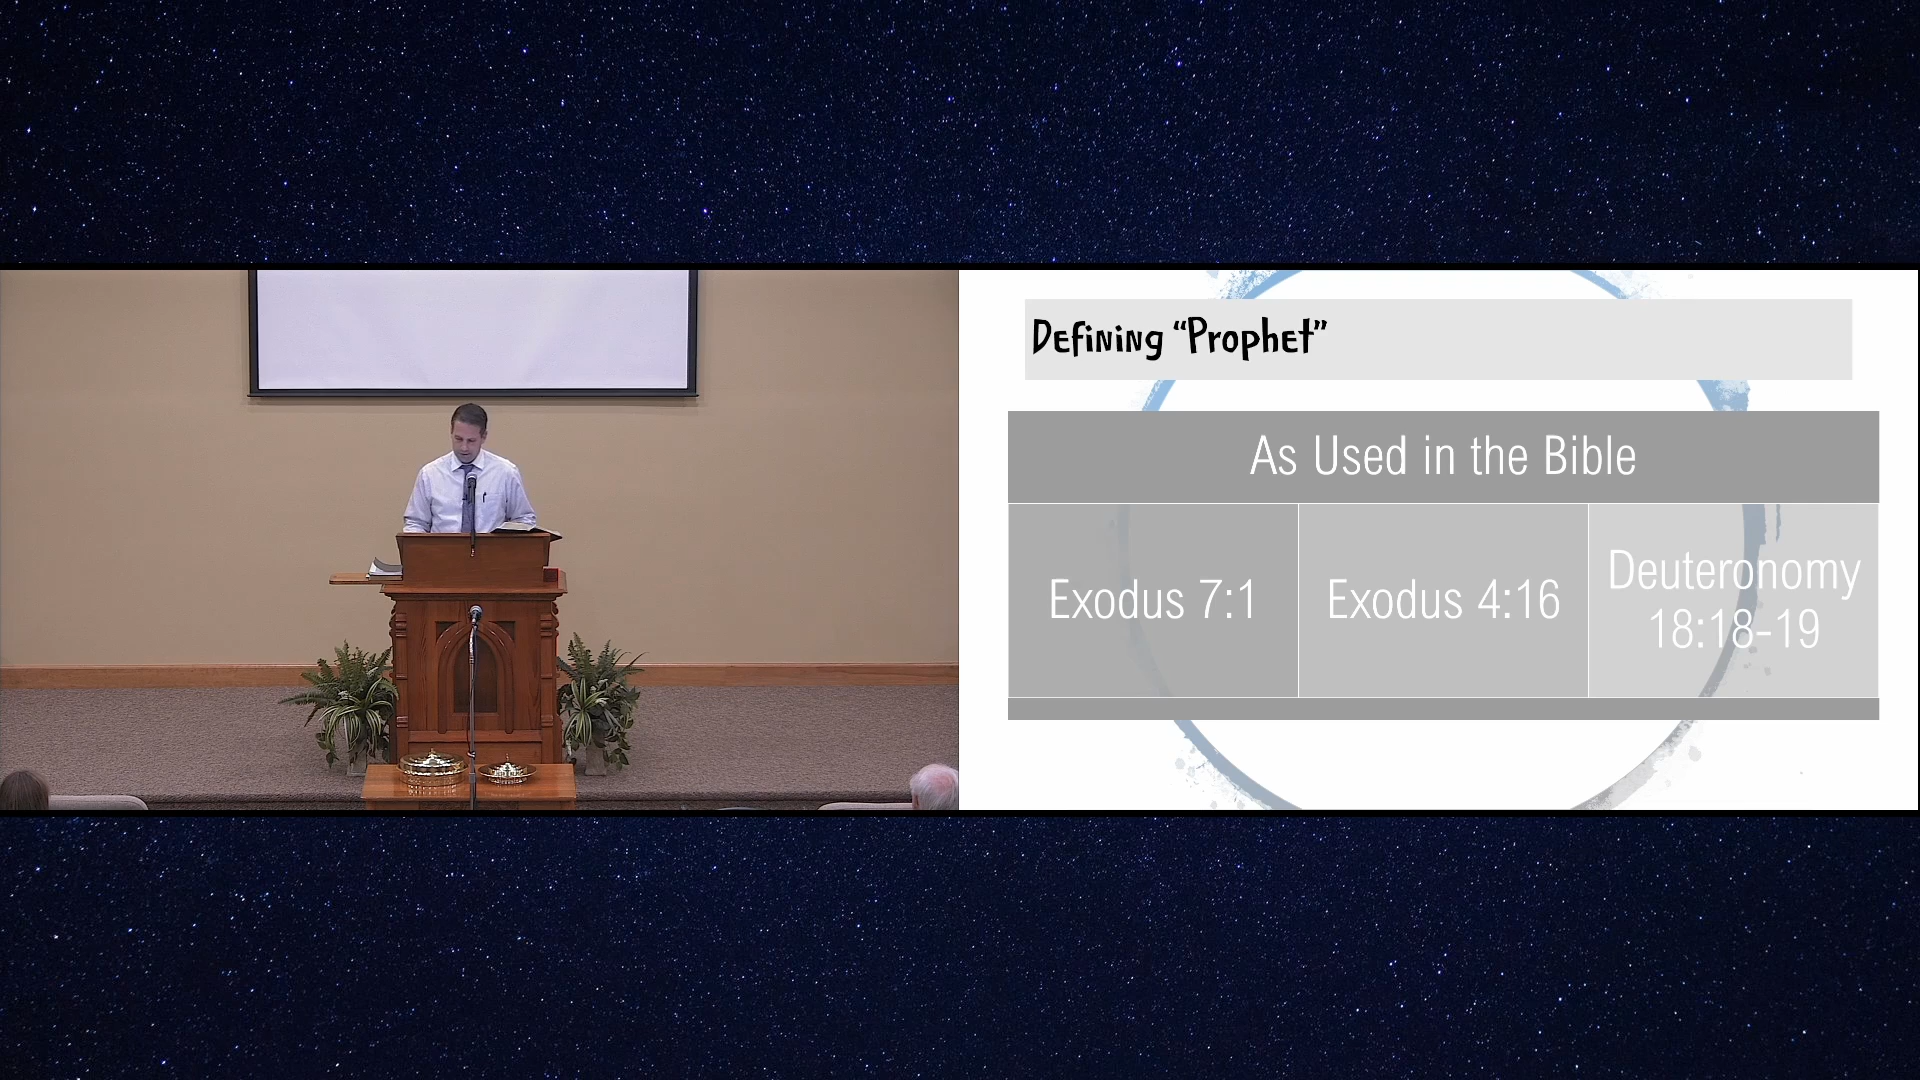 Defining “Prophet”
As Used in the Bible
Exodus 7:1
Exodus 4:16
Deuteronomy
18:18-19